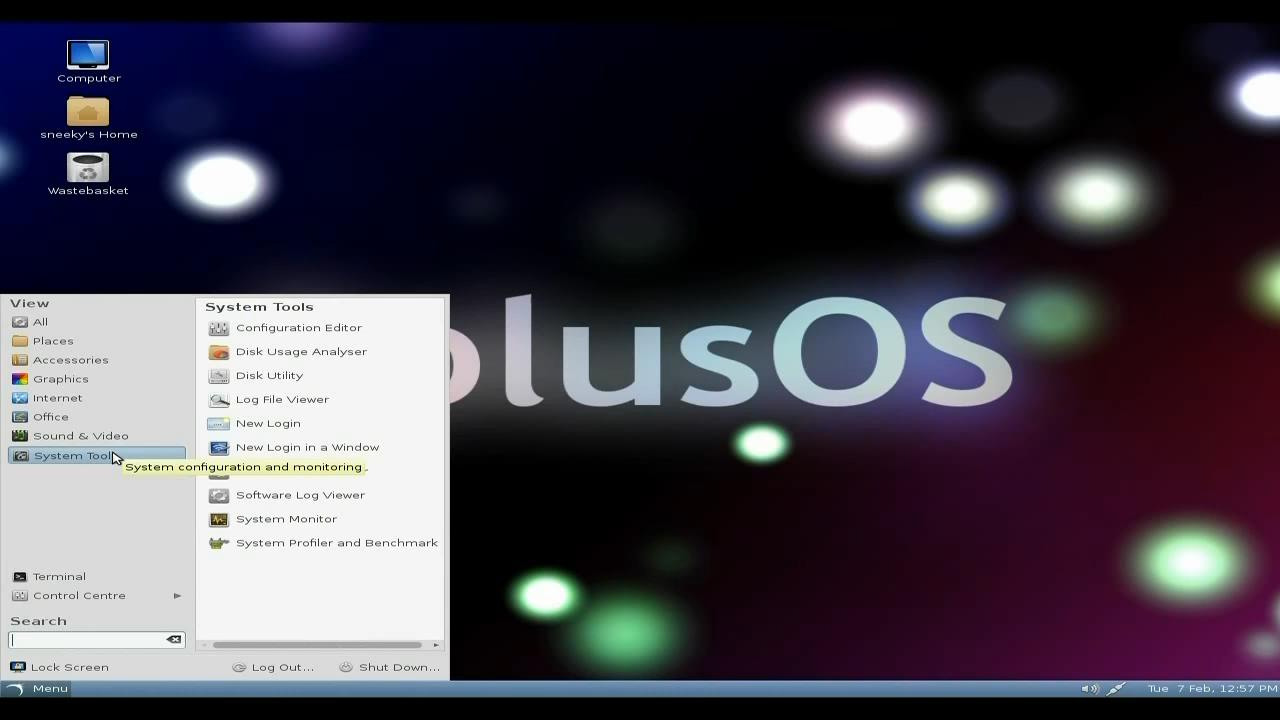 Computer
sneeky's Home
Wastebasket
plusOS
View
All
Places
Accessories
Graphics
Internet
Office
Sound & Video
System Tools
System configuration and monitoring
Terminal
Control Centre
Search
Lock Screen
System Tools
Configuration Editor
Disk Usage Analyser
Disk Utility
Log File Viewer
New Login
New Login in a Window
Software Log Viewer
System Monitor
System Profiler and Benchmark
Log Out...
Shut Down...
Menu
Tue 7 Feb, 12:57 PM